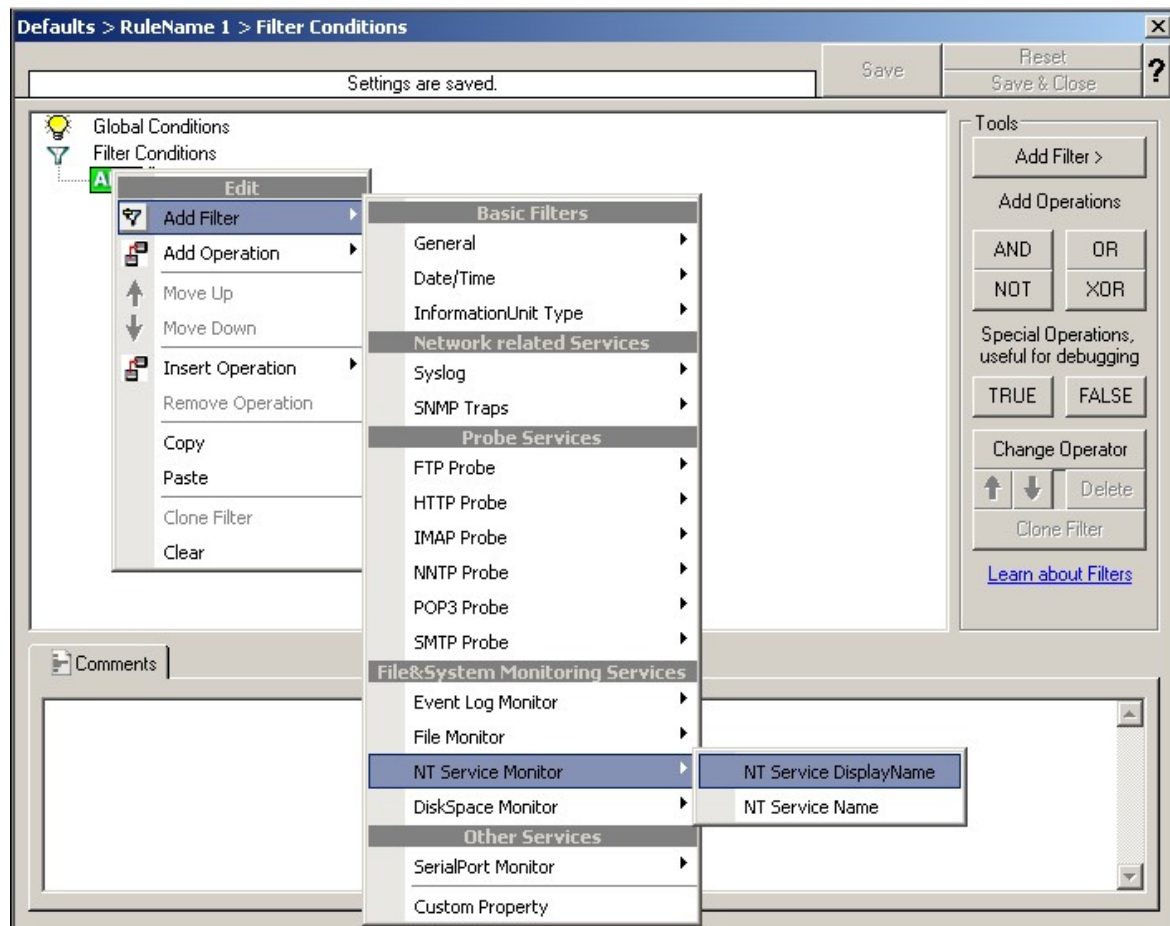 Defaults > RuleName 1 > Filter Conditions
Settings are saved.
Save
Reset
Save & Close
?
Global Conditions
Filter Conditions
Edit
Add Filter
Add Operation
Move Up
Move Down
Insert Operation
Remove Operation
Copy
Paste
Clone Filter
Clear
Basic Filters
General
Date/Time
InformationUnit Type
Network related Services
Syslog
SNMP Traps
Probe Services
FTP Probe
HTTP Probe
IMAP Probe
NNTP Probe
POP3 Probe
SMTP Probe
File&System Monitoring Services
Event Log Monitor
File Monitor
NT Service Monitor
DiskSpace Monitor
Other Services
SerialPort Monitor
Custom Property
NT Service DisplayName
NT Service Name
Tools
Add Filter >
Add Operations
AND
OR
NOT
XOR
Special Operations,
useful for debugging
TRUE
FALSE
Change Operator
Delete
Clone Filter
Learn about Filters
Comments